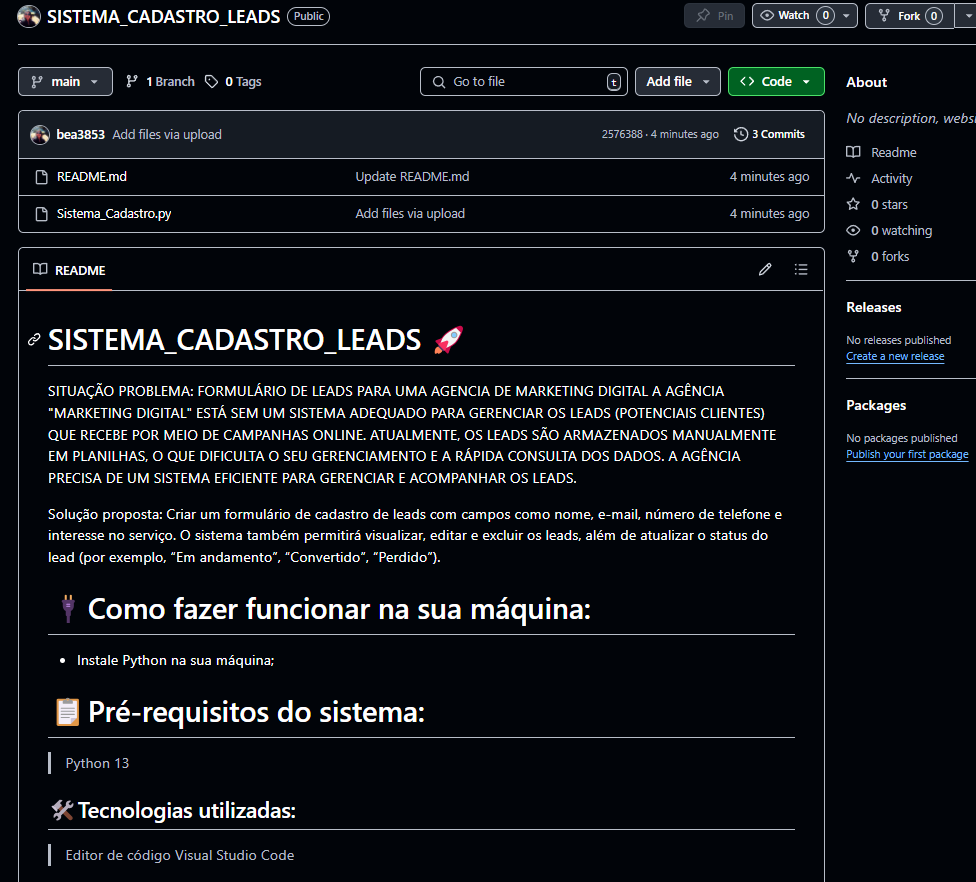 SISTEMA_CADASTRO_LEADS Public Pin Watch 0 Fork 0
main 1 Branch 0 Tags Go to file t Add file <> Code
bea3853 Add files via upload 2576388 · 4 minutes ago 3 Commits
README.md Update README.md 4 minutes ago
Sistema_Cadastro.py Add files via upload 4 minutes ago
README
SISTEMA_CADASTRO_LEADS 🚀
SITUAÇÃO PROBLEMA: FORMULÁRIO DE LEADS PARA UMA AGENCIA DE MARKETING DIGITAL A AGÊNCIA
"MARKETING DIGITAL" ESTÁ SEM UM SISTEMA ADEQUADO PARA GERENCIAR OS LEADS (POTENCIAIS CLIENTES)
QUE RECEBE POR MEIO DE CAMPANHAS ONLINE. ATUALMENTE, OS LEADS SÃO ARMAZENADOS MANUALMENTE
EM PLANILHAS, O QUE DIFICULTA O SEU GERENCIAMENTO E A RÁPIDA CONSULTA DOS DADOS. A AGÊNCIA
PRECISA DE UM SISTEMA EFICIENTE PARA GERENCIAR E ACOMPANHAR OS LEADS.
Solução proposta: Criar um formulário de cadastro de leads com campos como nome, e-mail, número de telefone e
interesse no serviço. O sistema também permitirá visualizar, editar e excluir os leads, além de atualizar o status do
lead (por exemplo, “Em andamento”, “Convertido”, “Perdido”).
🔌 Como fazer funcionar na sua máquina:
• Instale Python na sua máquina;
📋 Pré-requisitos do sistema:
Python 13
🛠️ Tecnologias utilizadas:
Editor de código Visual Studio Code
About
No description, webs
Readme
Activity
0 stars
0 watching
0 forks
Releases
No releases published
Create a new release
Packages
No packages published
Publish your first package